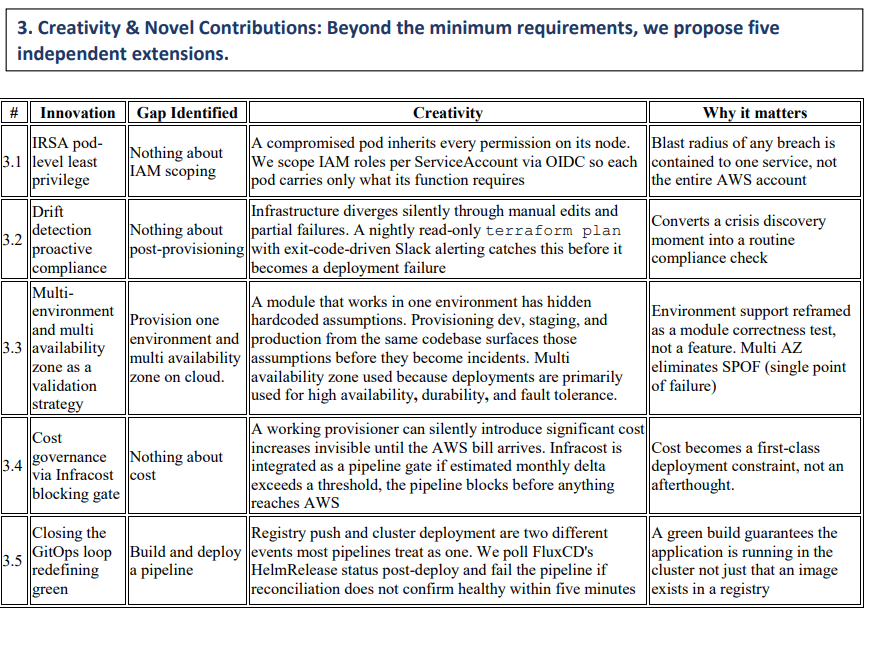 3. Creativity & Novel Contributions: Beyond the minimum requirements, we propose five
independent extensions.
# Innovation Gap Identified Creativity Why it matters
3.1
IRSA pod-
level least
privilege
Nothing about
IAM scoping
A compromised pod inherits every permission on its node.
We scope IAM roles per ServiceAccount via OIDC so each
pod carries only what its function requires
Blast radius of any breach is
contained to one service, not
the entire AWS account
3.2
Drift
detection
proactive
compliance
Nothing about
post-provisioning
Infrastructure diverges silently through manual edits and
partial failures. A nightly read-only terraform plan
with exit-code-driven Slack alerting catches this before it
becomes a deployment failure
Converts a crisis discovery
moment into a routine
compliance check
3.3
Multi-
environment
and multi
availability
zone as a
validation
strategy
Provision one
environment and
multi availability
zone on cloud.
A module that works in one environment has hidden
hardcoded assumptions. Provisioning dev, staging, and
production from the same codebase surfaces those
assumptions before they become incidents. Multi
availability zone used because deployments are primarily
used for high availability, durability, and fault tolerance.
Environment support reframed
as a module correctness test,
not a feature. Multi AZ
eliminates SPOF (single point
of failure)
3.4
Cost
governance
via Infracost
blocking gate
Nothing about
cost
A working provisioner can silently introduce significant cost
increases invisible until the AWS bill arrives. Infracost is
integrated as a pipeline gate if estimated monthly delta
exceeds a threshold, the pipeline blocks before anything
reaches AWS
Cost becomes a first-class
deployment constraint, not an
afterthought.
3.5
Closing the
GitOps loop
redefining
green
Build and deploy
a pipeline
Registry push and cluster deployment are two different
events most pipelines treat as one. We poll FluxCD's
HelmRelease status post-deploy and fail the pipeline if
reconciliation does not confirm healthy within five minutes
A green build guarantees the
application is running in the
cluster not just that an image
exists in a registry